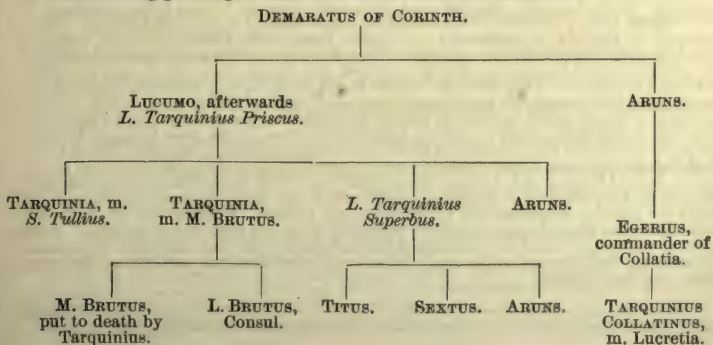 DEMARATUS OF CORINTH.
LUCUMO, afterwards
L. Tarquinius Priscus.
ARUNS.
TARQUINIA, m.
S. Tullius.
TARQUINIA,
m. M. BRUTUS.
L. Tarquinius
Superbus.
ARUNS.
EGERIUS,
commander of
Collatia.
M. BRUTUS,
put to death by
Tarquinius.
L. BRUTUS,
Consul.
TITUS.
SEXTUS.
ARUNS.
TARQUINIUS
COLLATINUS,
m. Lucretia.